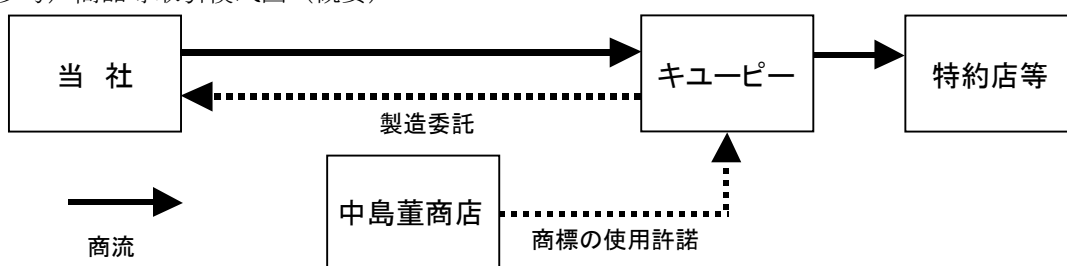 当 社
キユーピー
特約店等
製造委託
中島董商店
商標の使用許諾
商流